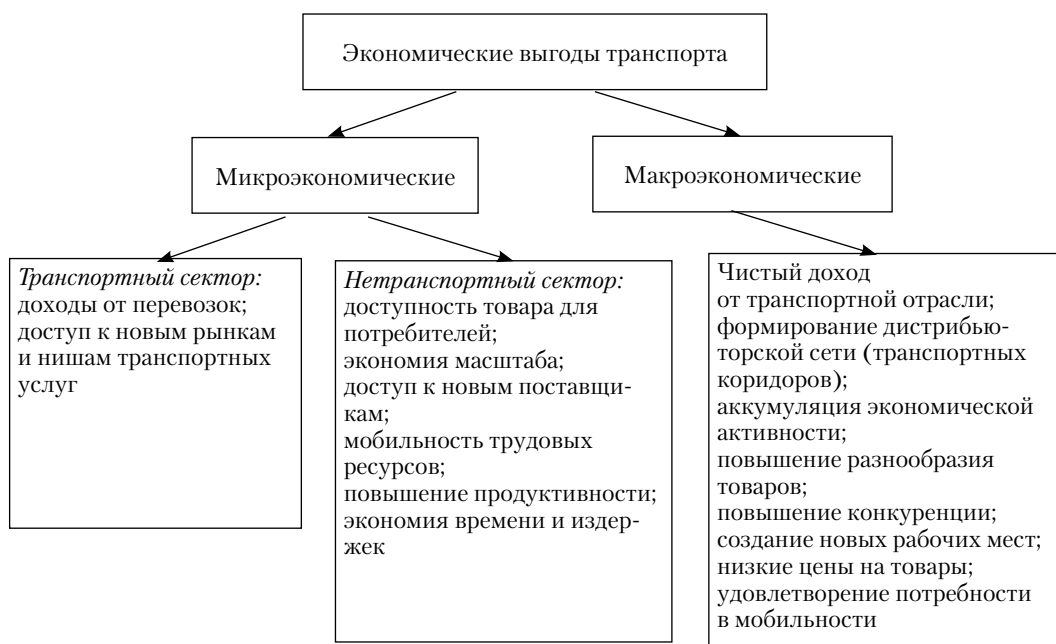 Экономические выгоды транспорта
Микроэкономические
Макроэкономические
Транспортный сектор:
доходы от перевозок;
доступ к новым рынкам
и нишам транспортных
услуг
Нетранспортный сектор:
доступность товара для
потребителей;
экономия масштаба;
доступ к новым поставщи-
кам;
мобильность трудовых
ресурсов;
повышение продуктивности;
экономия времени и издер-
жек
Чистый доход
от транспортной отрасли;
формирование дистрибью-
торской сети (транспортных
коридоров);
аккумуляция экономической
активности;
повышение разнообразия
товаров;
повышение конкуренции;
создание новых рабочих мест;
низкие цены на товары;
удовлетворение потребности
в мобильности